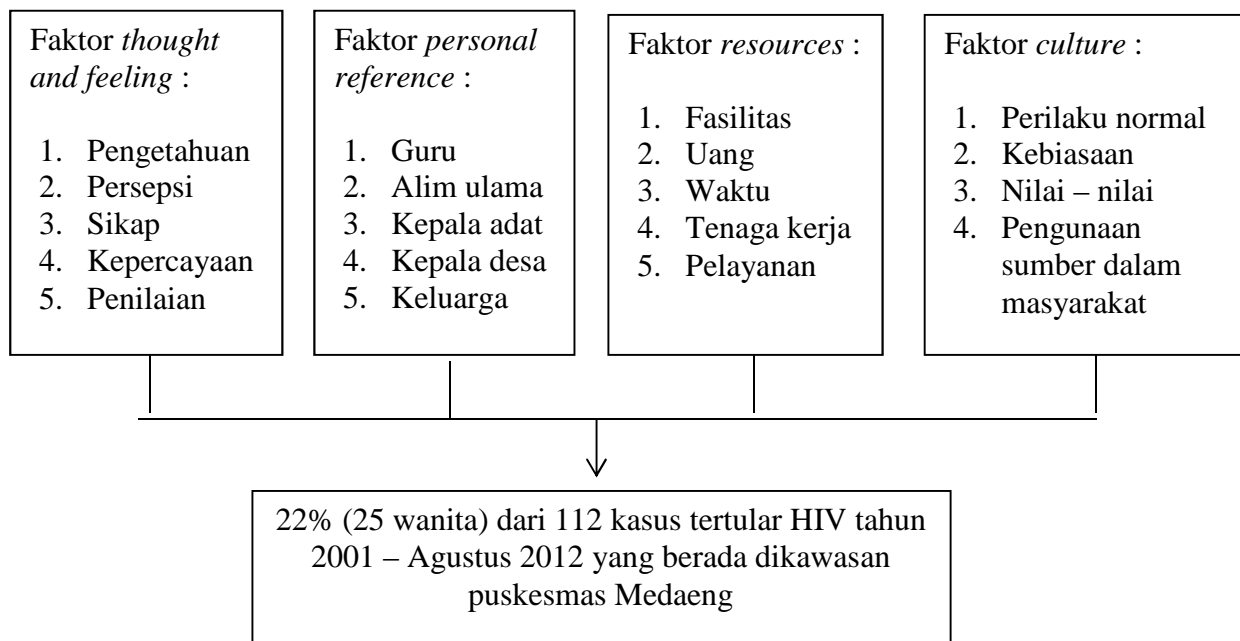 Faktor thought
and feeling :
1. Pengetahuan
2. Persepsi
3. Sikap
4. Kepercayaan
5. Penilaian
Faktor personal
reference :
1. Guru
2. Alim ulama
3. Kepala adat
4. Kepala desa
5. Keluarga
Faktor resources :
1. Fasilitas
2. Uang
3. Waktu
4. Tenaga kerja
5. Pelayanan
Faktor culture :
1. Perilaku normal
2. Kebiasaan
3. Nilai – nilai
4. Pengunaan
sumber dalam
masyarakat
22% (25 wanita) dari 112 kasus tertular HIV tahun
2001 – Agustus 2012 yang berada dikawasan
puskesmas Medaeng